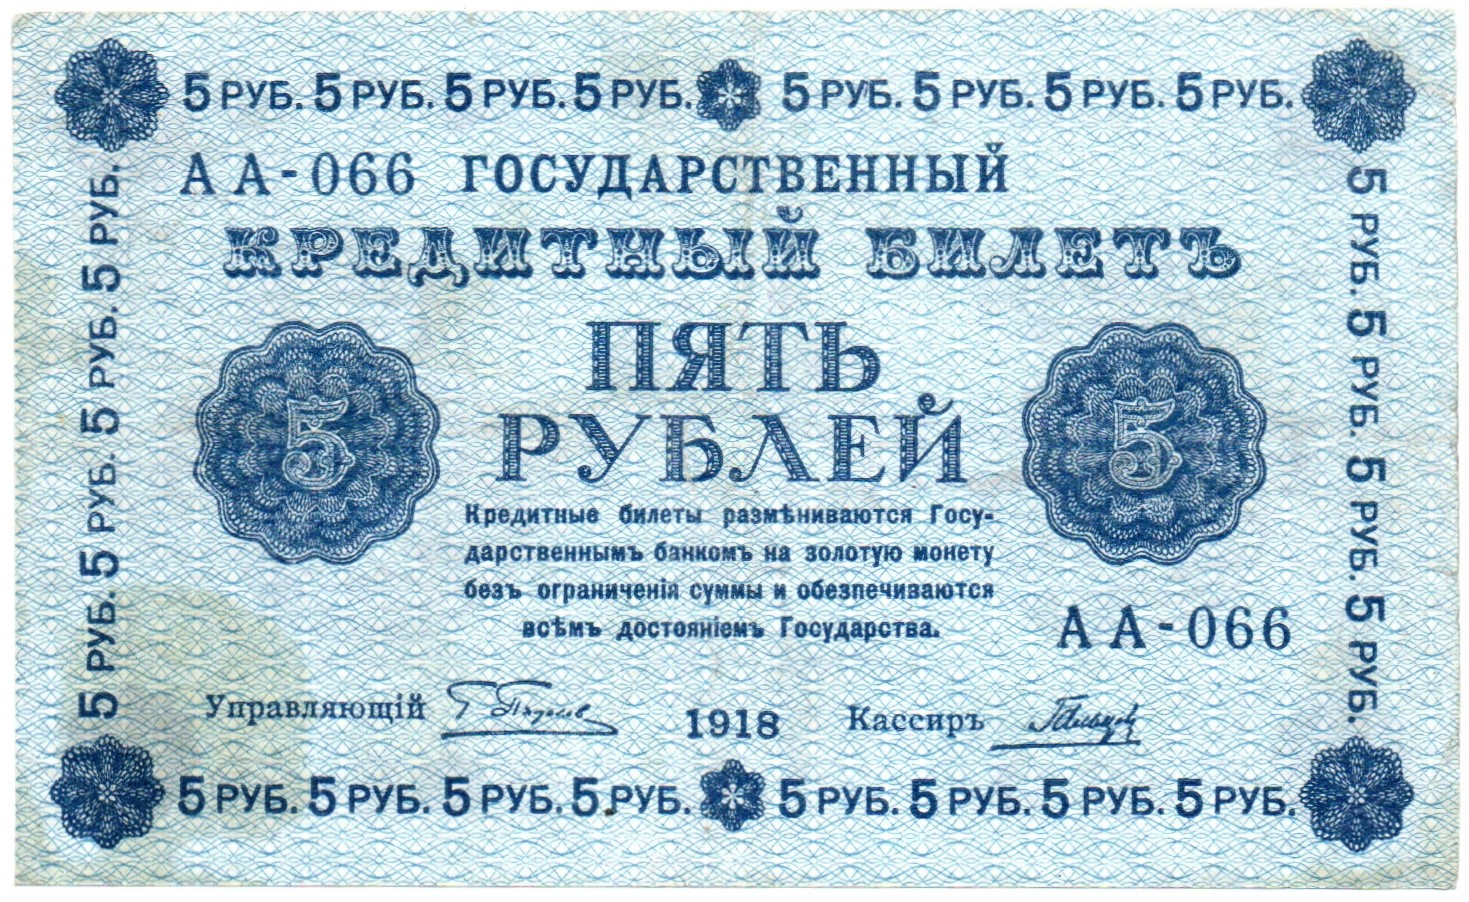 5 РУБ. 5 РУБ. 5 РУБ. 5 РУБ. 5 РУБ. 5 РУБ. 5 РУБ. 5 РУБ.
АА-066 ГОСУДАРСТВЕННЫЙ
КРЕДИТНЫЙ БИЛЕТЪ
5 РУБ. 5 РУБ. 5 РУБ. 5 РУБ.
5
ПЯТЬ
РУБЛЕЙ
5
Кредитные билеты размѣниваются Госу-
дарственнымъ банкомъ на золотую монету
безъ ограниченія суммы и обезпечиваются
всѣмъ достояніемъ Государства.
АА-066
5 РУБ. 5 РУБ. 5 РУБ. 5 РУБ.
Управляющій 1918 Кассиръ
5 РУБ. 5 РУБ. 5 РУБ. 5 РУБ. 5 РУБ. 5 РУБ. 5 РУБ. 5 РУБ.